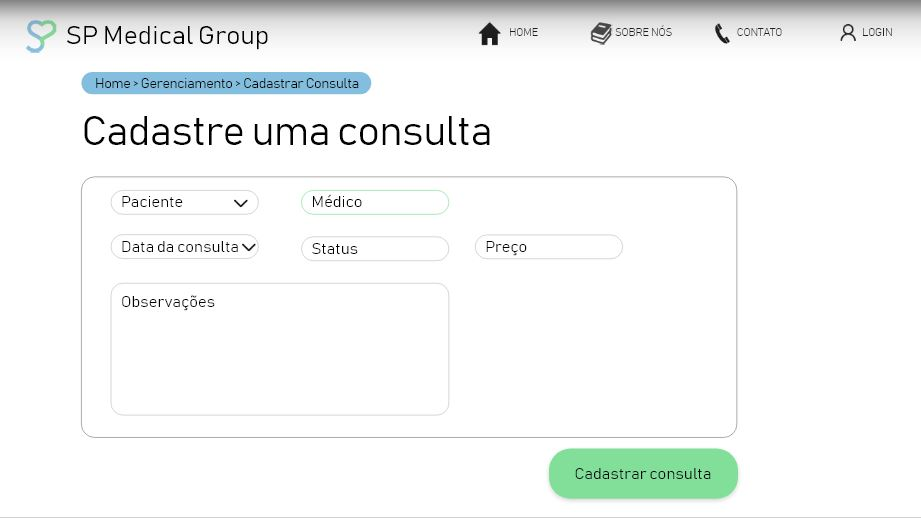 SP Medical Group
HOME
SOBRE NÓS
CONTATO
LOGIN
Home > Gerenciamento > Cadastrar Consulta
Cadastre uma consulta
Paciente
Médico
Data da consulta
Status
Preço
Observações
Cadastrar consulta